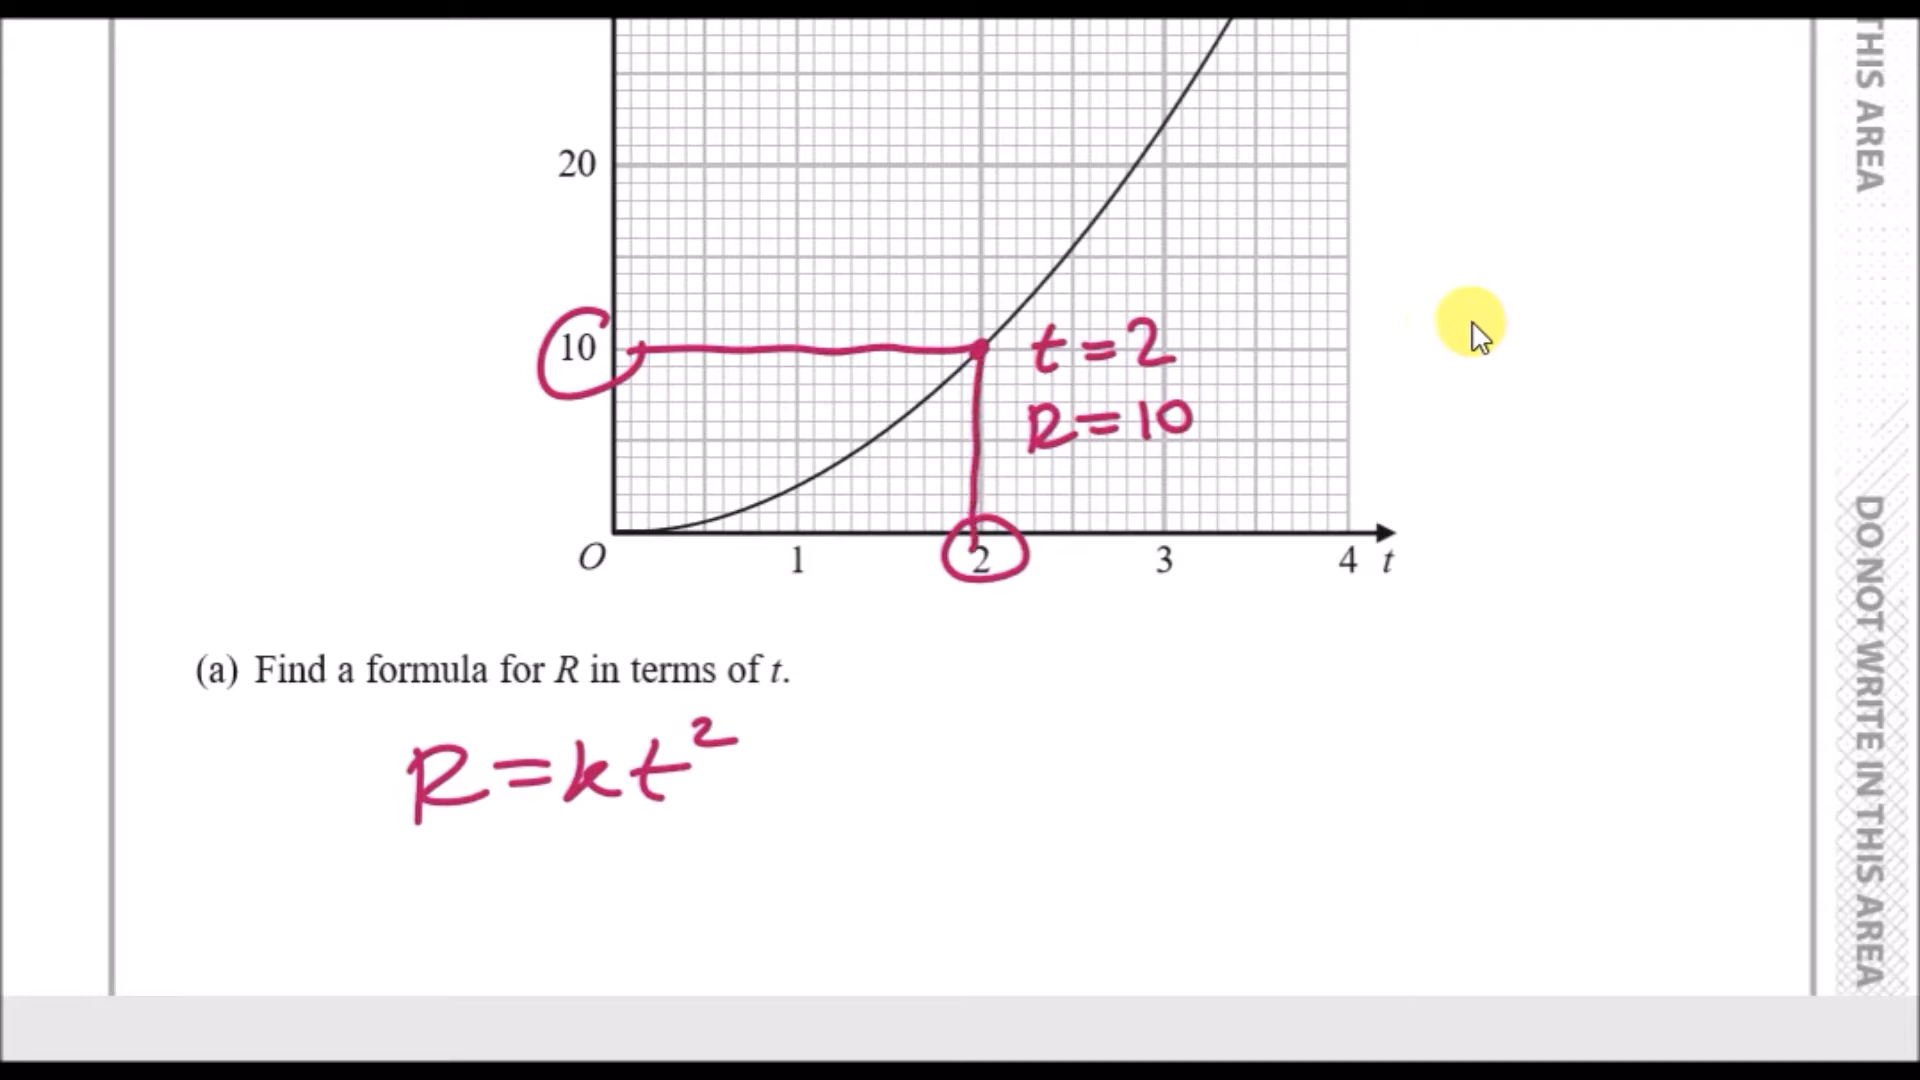 20
10
t = 2
R = 10
O 1 2 3 4 t
(a) Find a formula for R in terms of t.
R = kt²
THIS AREA
DO NOT WRITE IN THIS AREA